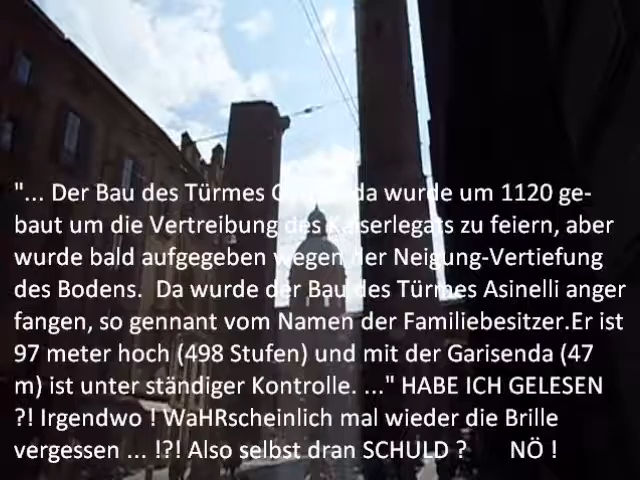 "... Der Bau des Türmes da wurde um 1120 ge-
baut um die Vertreibung des Kaiserlegats zu feiern, aber
wurde bald aufgegeben wegen der Neigung-Vertiefung
des Bodens. Da wurde der Bau des Türmes Asinelli anger
fangen, so gennant vom Namen der Familiebesitzer.Er ist
97 meter hoch (498 Stufen) und mit der Garisenda (47
m) ist unter ständiger Kontrolle. ..." HABE ICH GELESEN
?! Irgendwo ! WaHRscheinlich mal wieder die Brille
vergessen ... !?! Also selbst dran SCHULD ? NÖ !